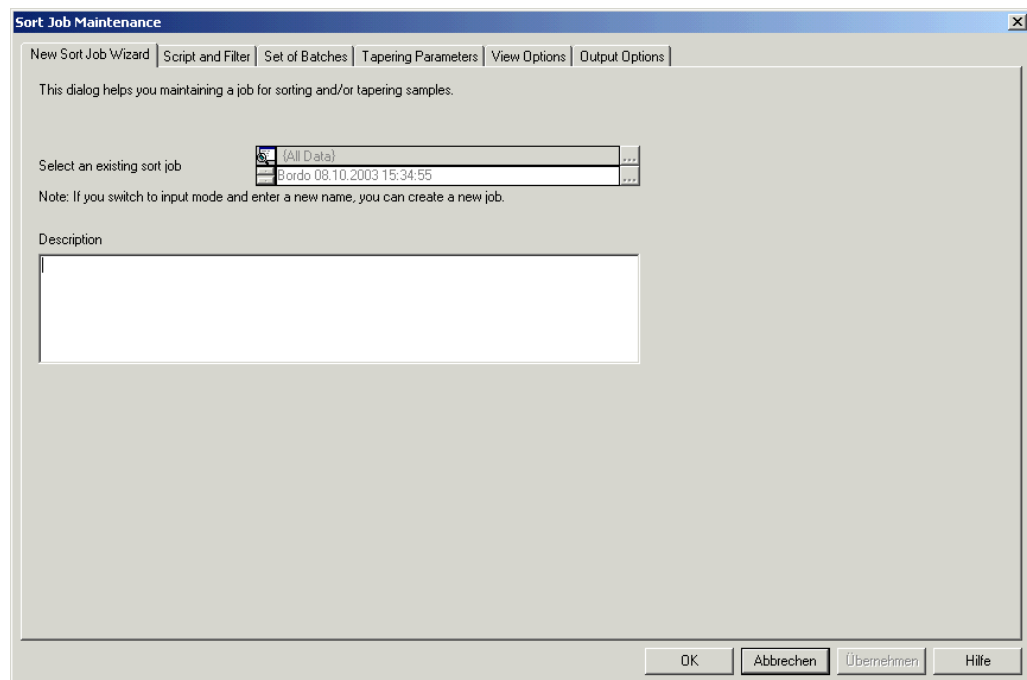 Sort Job Maintenance
New Sort Job Wizard Script and Filter Set of Batches Tapering Parameters View Options Output Options
This dialog helps you maintaining a job for sorting and/or tapering samples.
Select an existing sort job
{All Data} ...
Bordo 08.10.2003 15:34:55 ...
Note: If you switch to input mode and enter a new name, you can create a new job.
Description
OK Abbrechen Übernehmen Hilfe